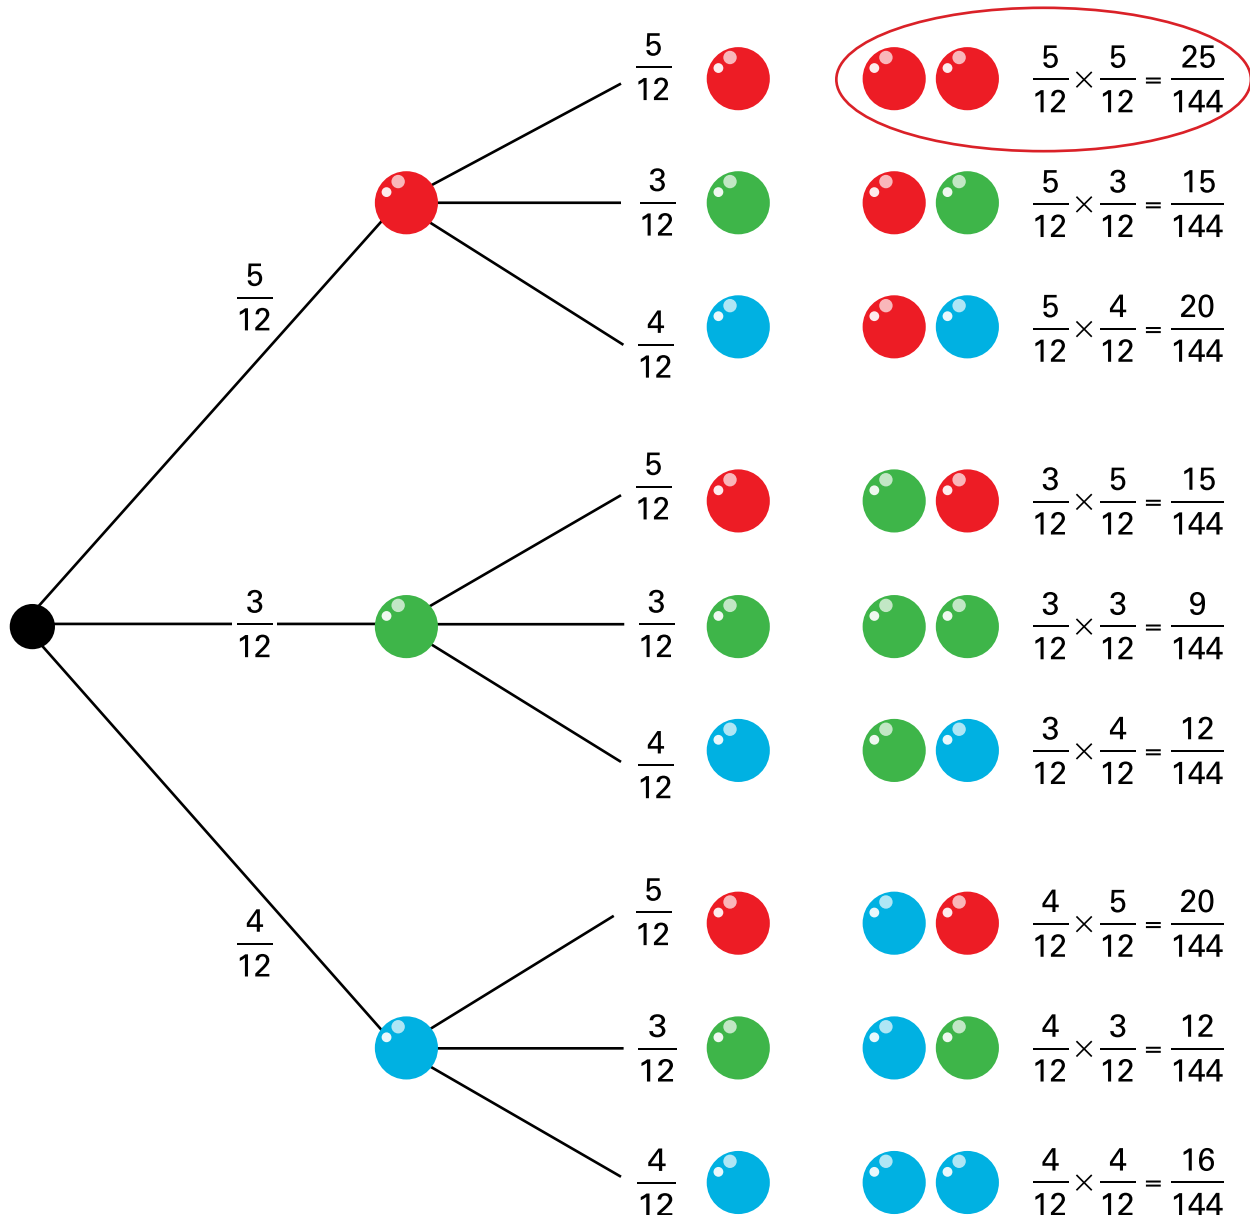 5/12
5/12 × 5/12 = 25/144
3/12
5/12 × 3/12 = 15/144
5/12
4/12
5/12 × 4/12 = 20/144
5/12
3/12 × 5/12 = 15/144
3/12
3/12
3/12 × 3/12 = 9/144
4/12
3/12 × 4/12 = 12/144
4/12
5/12
4/12 × 5/12 = 20/144
3/12
4/12 × 3/12 = 12/144
4/12
4/12 × 4/12 = 16/144